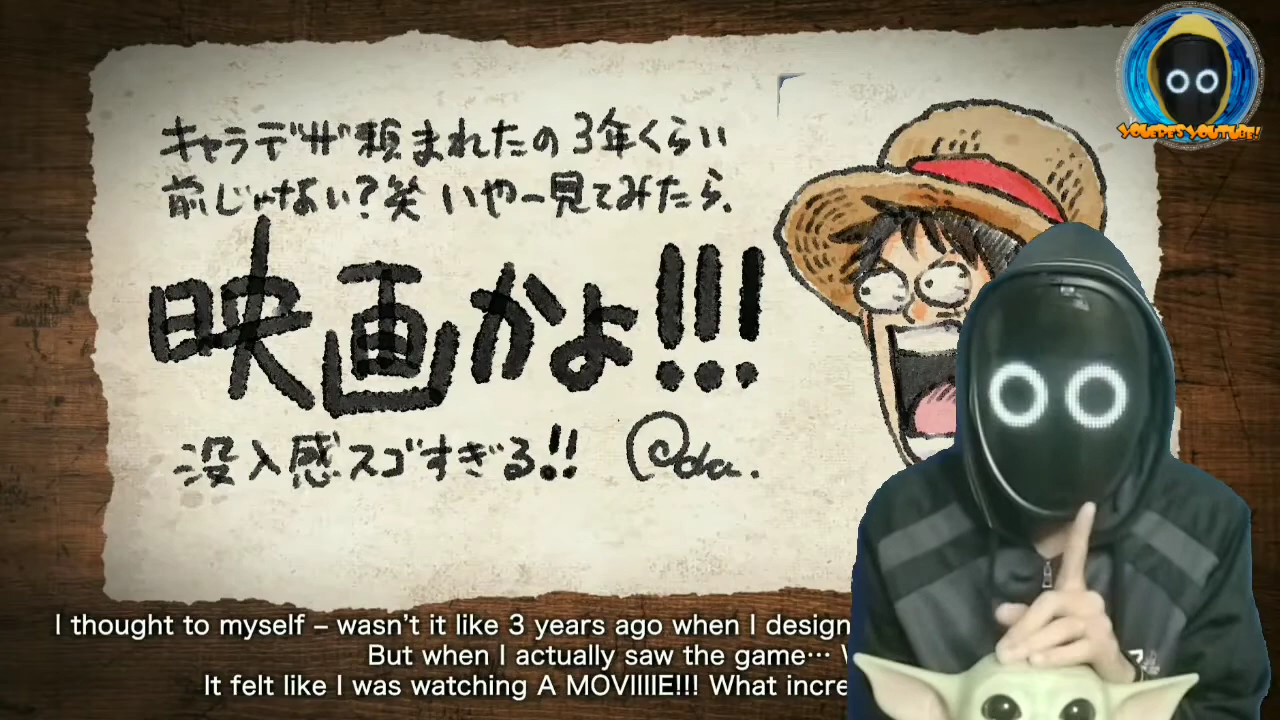 キャラデザ頼まれたの3年くらい
前じゃない?笑 いやー見てみたら、
映画かよ!!!
没入感スゴすぎる!! Oda.
YOUEDES YOUTUBE!
I thought to myself – wasn't it like 3 years ago when I design
But when I actually saw the game…
It felt like I was watching A MOVIIIIE!!! What incre